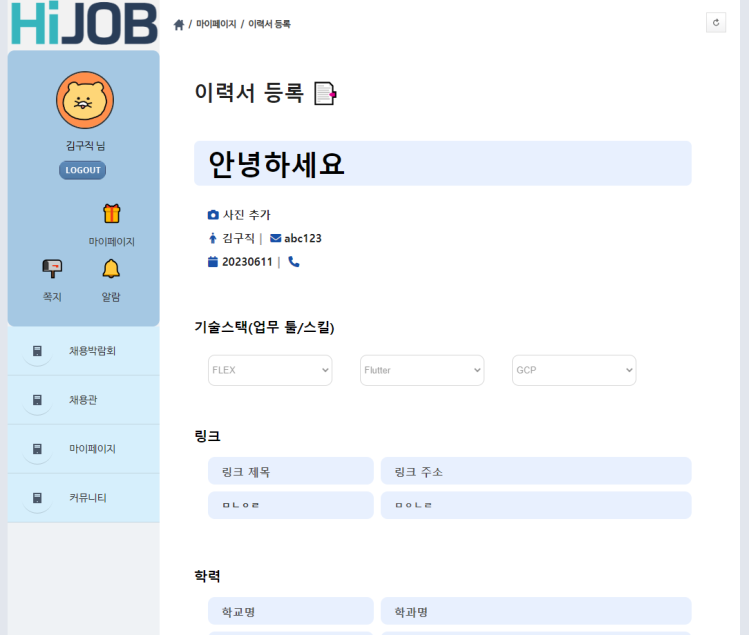 HiJOB
/ 마이페이지 / 이력서 등록
김구직 님
LOGOUT
마이페이지
쪽지
알람
채용박람회
채용관
마이페이지
커뮤니티
이력서 등록
안녕하세요
사진 추가
김구직 | abc123
20230611 |
기술스택(업무 툴/스킬)
FLEX Flutter GCP
링크
링크 제목 링크 주소
ㅁㄴㅇㄹ ㅁㅇㄴㄹ
학력
학교명 학과명